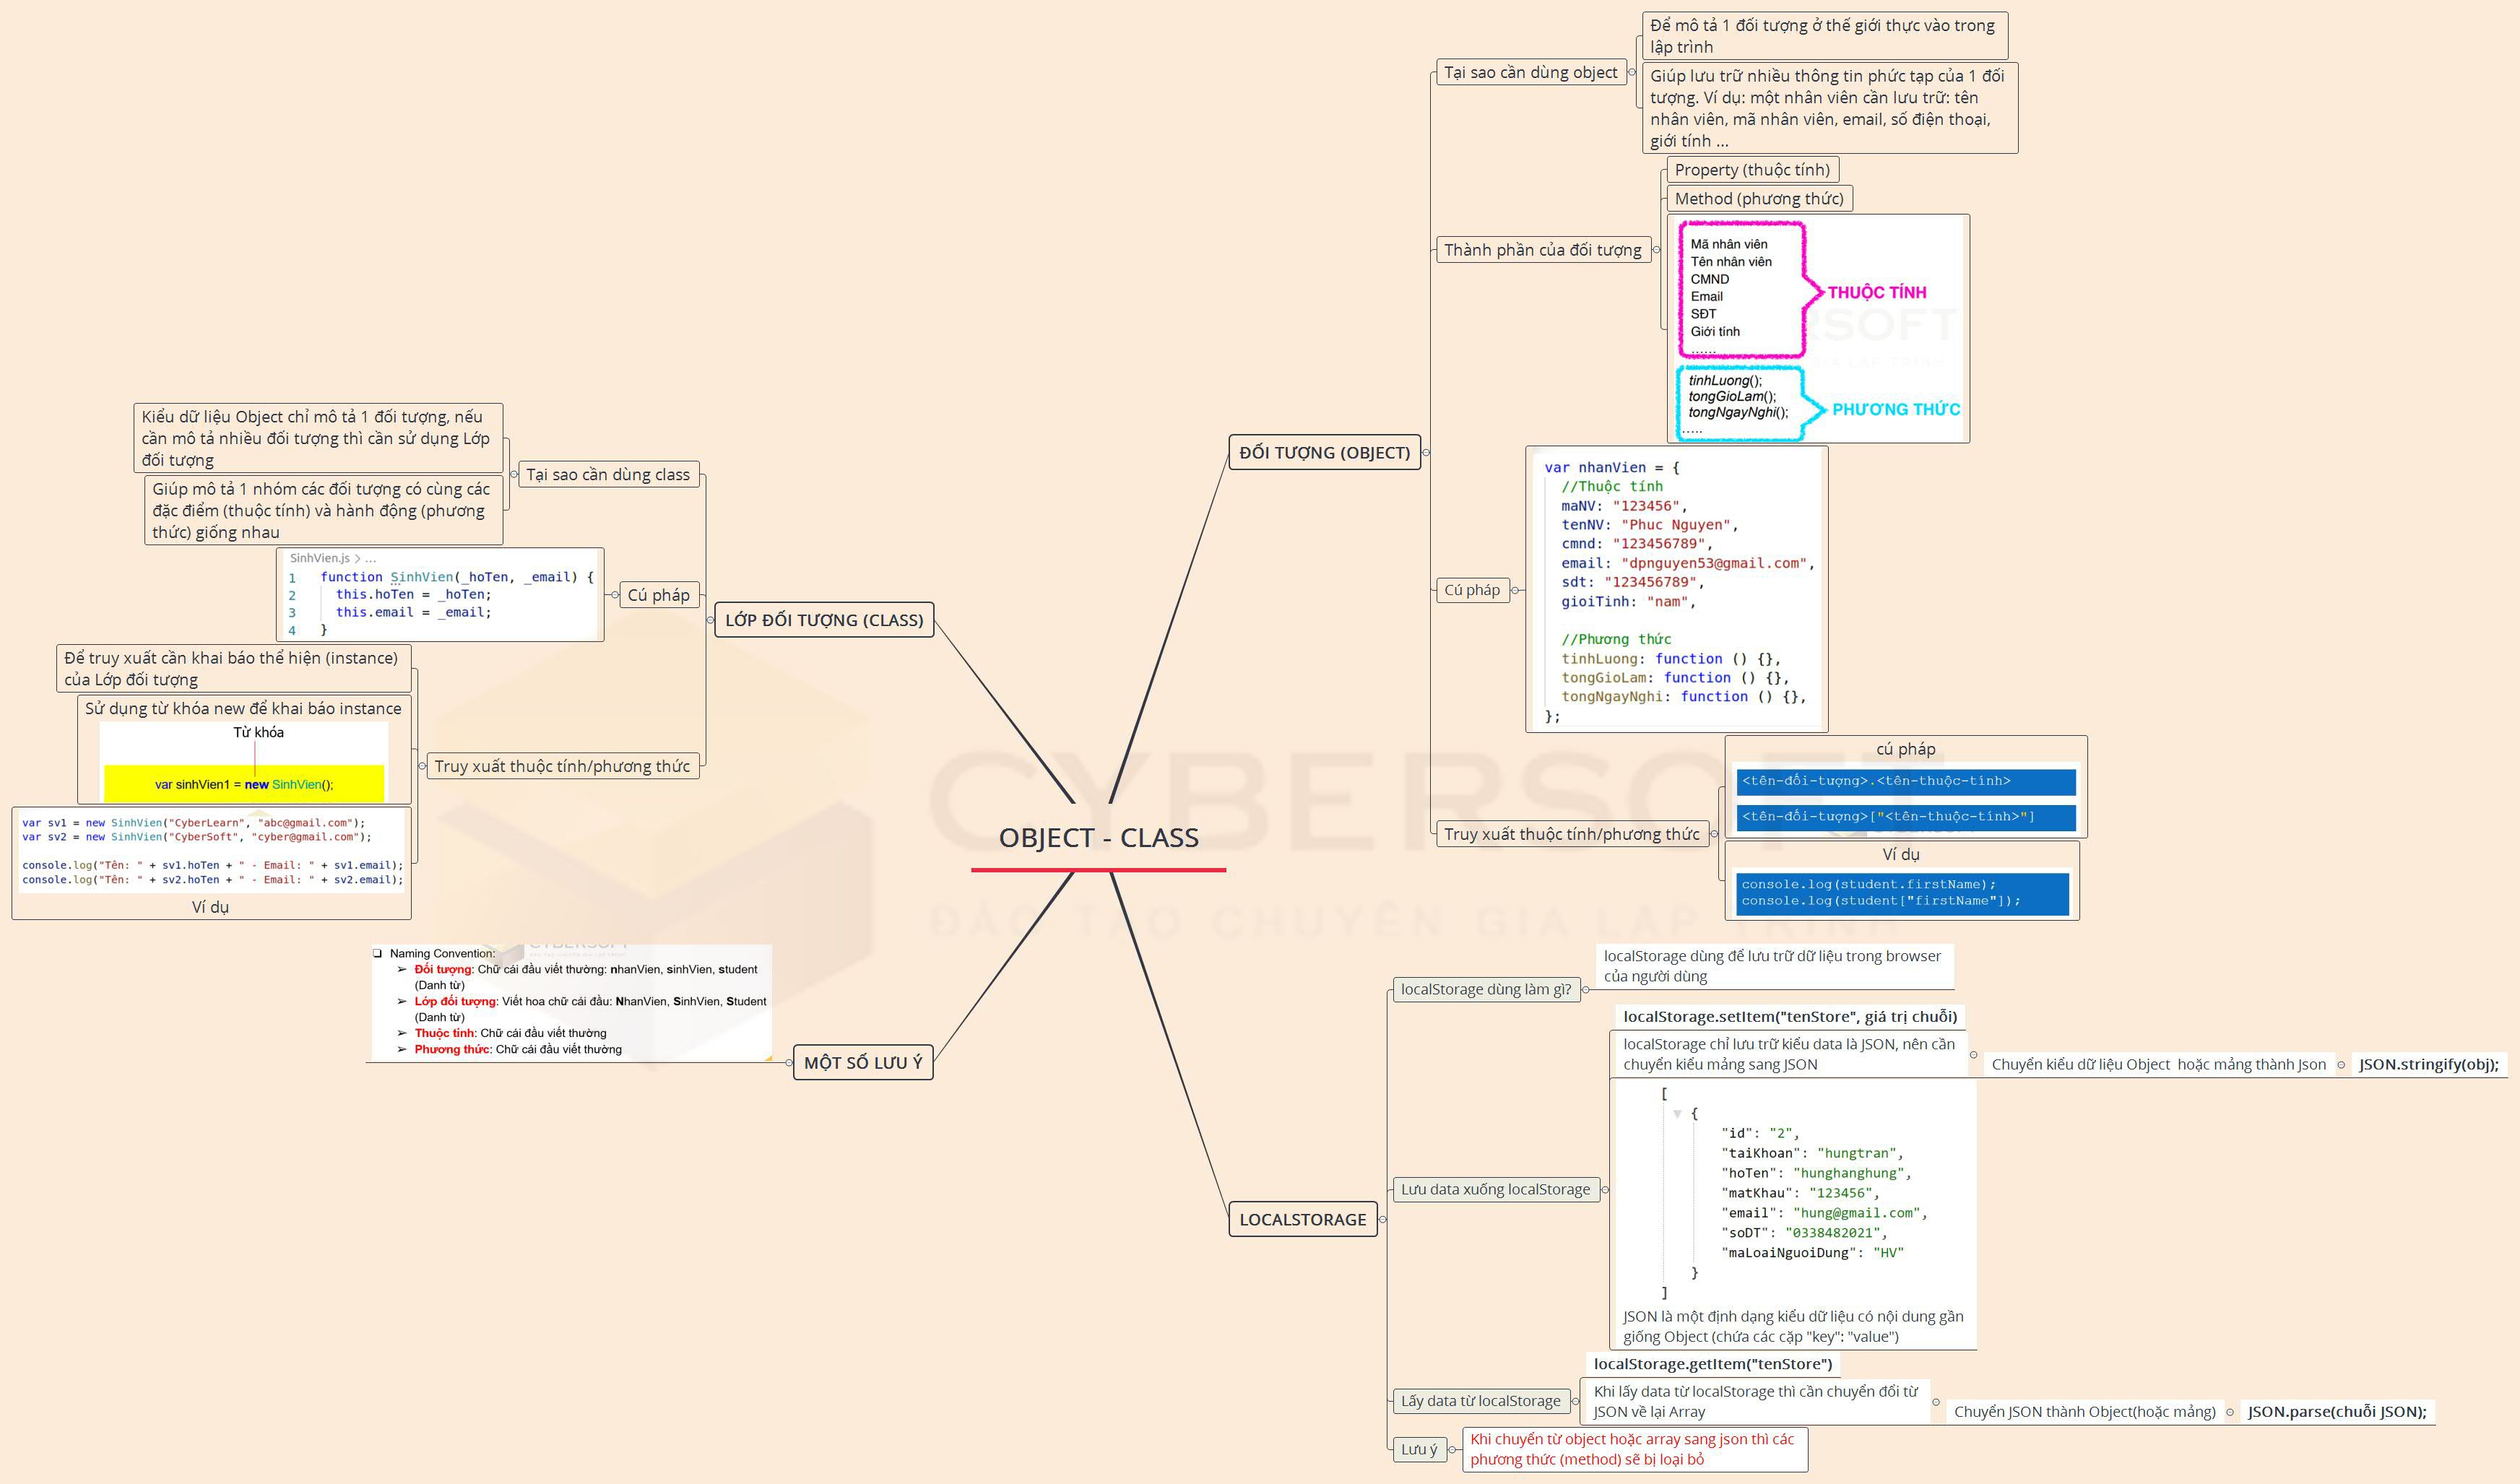 OBJECT - CLASS
ĐỐI TƯỢNG (OBJECT)
Tại sao cần dùng object
Để mô tả 1 đối tượng ở thế giới thực vào trong
lập trình
Giúp lưu trữ nhiều thông tin phức tạp của 1 đối
tượng. Ví dụ: một nhân viên cần lưu trữ: tên
nhân viên, mã nhân viên, email, số điện thoại,
giới tính ...
Thành phần của đối tượng
Property (thuộc tính)
Method (phương thức)
Mã nhân viên
Tên nhân viên
CMND
Email
SĐT
Giới tính
......
THUỘC TÍNH
tinhLuong();
tongGioLam();
tongNgayNghi();
.....
PHƯƠNG THỨC
Cú pháp
var nhanVien = {
//Thuộc tính
maNV: "123456",
tenNV: "Phuc Nguyen",
cmnd: "123456789",
email: "dpnguyen53@gmail.com",
sdt: "123456789",
gioiTinh: "nam",
//Phương thức
tinhLuong: function () {},
tongGioLam: function () {},
tongNgayNghi: function () {},
};
Truy xuất thuộc tính/phương thức
cú pháp
<tên-đối-tượng>.<tên-thuộc-tính>
<tên-đối-tượng>["<tên-thuộc-tính>"]
Ví dụ
console.log(student.firstName);
console.log(student["firstName"]);
LỚP ĐỐI TƯỢNG (CLASS)
Tại sao cần dùng class
Kiểu dữ liệu Object chỉ mô tả 1 đối tượng, nếu
cần mô tả nhiều đối tượng thì cần sử dụng Lớp
đối tượng
Giúp mô tả 1 nhóm các đối tượng có cùng các
đặc điểm (thuộc tính) và hành động (phương
thức) giống nhau
Cú pháp
SinhVien.js > ...
1 function SinhVien(_hoTen, _email) {
2 this.hoTen = _hoTen;
3 this.email = _email;
4 }
Truy xuất thuộc tính/phương thức
Để truy xuất cần khai báo thể hiện (instance)
của Lớp đối tượng
Sử dụng từ khóa new để khai báo instance
Từ khóa
var sinhVien1 = new SinhVien();
var sv1 = new SinhVien("CyberLearn", "abc@gmail.com");
var sv2 = new SinhVien("CyberSoft", "cyber@gmail.com");
console.log("Tên: " + sv1.hoTen + " - Email: " + sv1.email);
console.log("Tên: " + sv2.hoTen + " - Email: " + sv2.email);
Ví dụ
MỘT SỐ LƯU Ý
❑ Naming Convention:
➢ Đối tượng: Chữ cái đầu viết thường: nhanVien, sinhVien, student
(Danh từ)
➢ Lớp đối tượng: Viết hoa chữ cái đầu: NhanVien, SinhVien, Student
(Danh từ)
➢ Thuộc tính: Chữ cái đầu viết thường
➢ Phương thức: Chữ cái đầu viết thường
LOCALSTORAGE
localStorage dùng làm gì?
localStorage dùng để lưu trữ dữ liệu trong browser
của người dùng
Lưu data xuống localStorage
localStorage.setItem("tenStore", giá trị chuỗi)
localStorage chỉ lưu trữ kiểu data là JSON, nên cần
chuyển kiểu mảng sang JSON
Chuyển kiểu dữ liệu Object hoặc mảng thành Json
JSON.stringify(obj);
[
{
"id": "2",
"taiKhoan": "hungtran",
"hoTen": "hunghanghung",
"matKhau": "123456",
"email": "hung@gmail.com",
"soDT": "0338482021",
"maLoaiNguoiDung": "HV"
}
]
JSON là một định dạng kiểu dữ liệu có nội dung gần
giống Object (chứa các cặp "key": "value")
Lấy data từ localStorage
localStorage.getItem("tenStore")
Khi lấy data từ localStorage thì cần chuyển đổi từ
JSON về lại Array
Chuyển JSON thành Object(hoặc mảng)
JSON.parse(chuỗi JSON);
Lưu ý
Khi chuyển từ object hoặc array sang json thì các
phương thức (method) sẽ bị loại bỏ
CYBERSOFT
ĐÀO TẠO CHUYÊN GIA LẬP TRÌNH